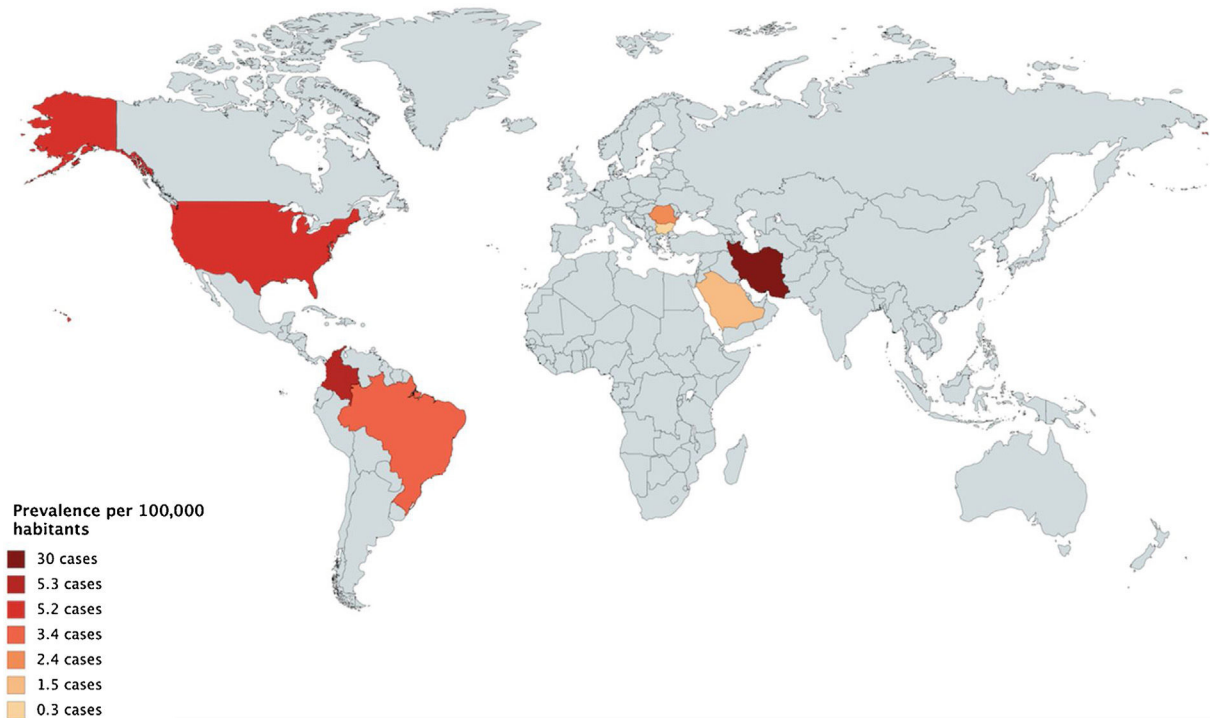 Prevalence per 100,000
habitants
30 cases
5.3 cases
5.2 cases
3.4 cases
2.4 cases
1.5 cases
0.3 cases